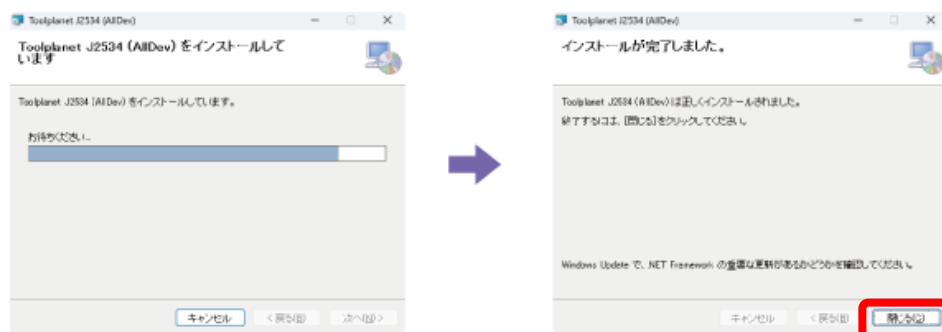 Toolplanet J2534 (AllDev)
Toolplanet J2534 (AllDev) をインストールして
います
Toolplanet J2534 (AllDev) をインストールしています。
お待ちください...
キャンセル
< 戻る(B)
次へ(N) >
Toolplanet J2534 (AllDev)
インストールが完了しました。
Toolplanet J2534 (AllDev) は正しくインストールされました。
終了するには、[閉じる]をクリックしてください。
Windows Update で、.NET Framework の重要な更新があるかどうかを確認してください。
キャンセル
< 戻る(B)
閉じる(C)